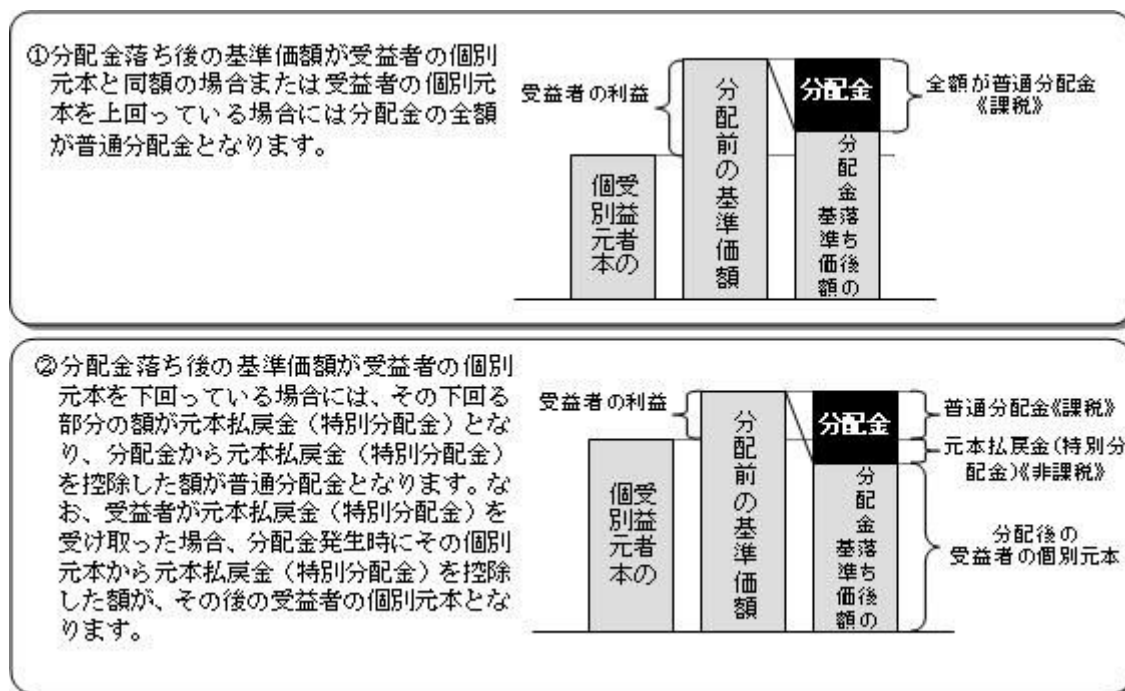 ①分配金落ち後の基準価額が受益者の個別
元本と同額の場合または受益者の個別元
本を上回っている場合には分配金の全額
が普通分配金となります。
受益者の利益
受益者の
個別元本
分配前の基準価額
分配金
分配金落ち後の
基準価額
全額が普通分配金
《課税》
②分配金落ち後の基準価額が受益者の個別
元本を下回っている場合には、その下回る
部分の額が元本払戻金（特別分配金）とな
り、分配金から元本払戻金（特別分配金）
を控除した額が普通分配金となります。な
お、受益者が元本払戻金（特別分配金）を
受け取った場合、分配金発生時にその個別
元本から元本払戻金（特別分配金）を控除
した額が、その後の受益者の個別元本とな
ります。
受益者の利益
受益者の
個別元本
分配前の基準価額
分配金
分配金落ち後の
基準価額
普通分配金《課税》
元本払戻金（特別分
配金）《非課税》
分配後の
受益者の個別元本